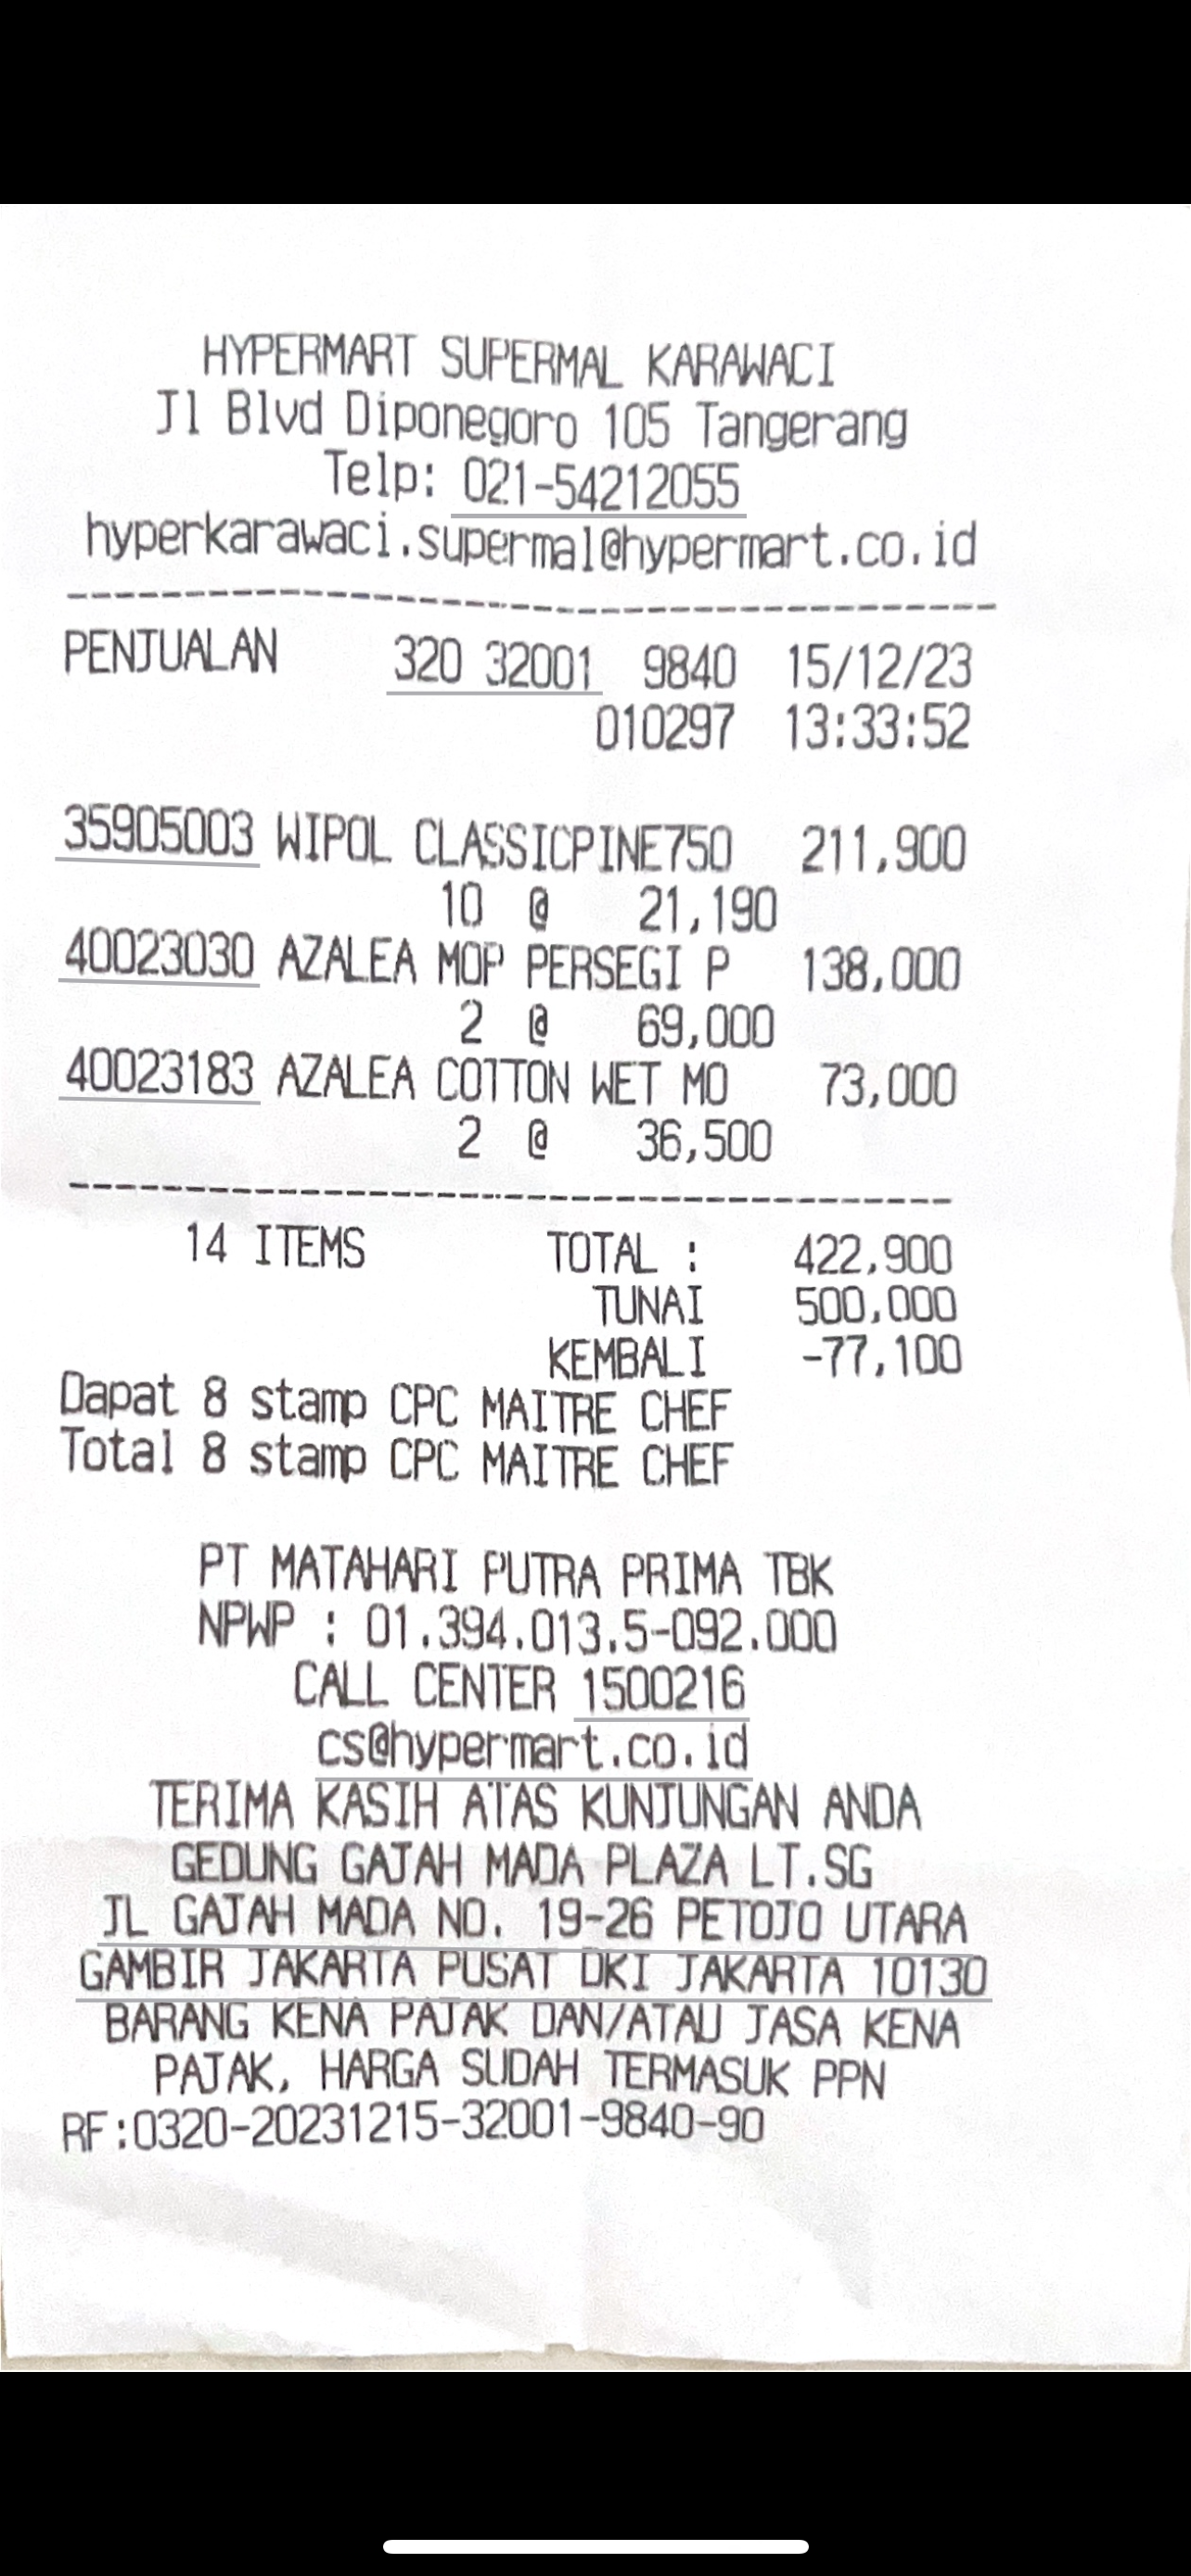 HYPERMART SUPERMAL KARAWACI
Jl Blvd Diponegoro 105 Tangerang
Telp: 021-54212055
hyperkarawaci.supermal@hypermart.co.id
PENJUALAN 320 32001 9840 15/12/23
010297 13:33:52
35905003 WIPOL CLASSICPINE750 211,900
10 @ 21,190
40023030 AZALEA MOP PERSEGI P 138,000
2 @ 69,000
40023183 AZALEA COTTON WET MO 73,000
2 @ 36,500
14 ITEMS TOTAL : 422,900
TUNAI 500,000
KEMBALI -77,100
Dapat 8 stamp CPC MAITRE CHEF
Total 8 stamp CPC MAITRE CHEF
PT MATAHARI PUTRA PRIMA TBK
NPWP : 01.394.013.5-092.000
CALL CENTER 1500216
cs@hypermart.co.id
TERIMA KASIH ATAS KUNJUNGAN ANDA
GEDUNG GAJAH MADA PLAZA LT.SG
JL GAJAH MADA NO. 19-26 PETOJO UTARA
GAMBIR JAKARTA PUSAT DKI JAKARTA 10130
BARANG KENA PAJAK DAN/ATAU JASA KENA
PAJAK, HARGA SUDAH TERMASUK PPN
RF:0320-20231215-32001-9840-90